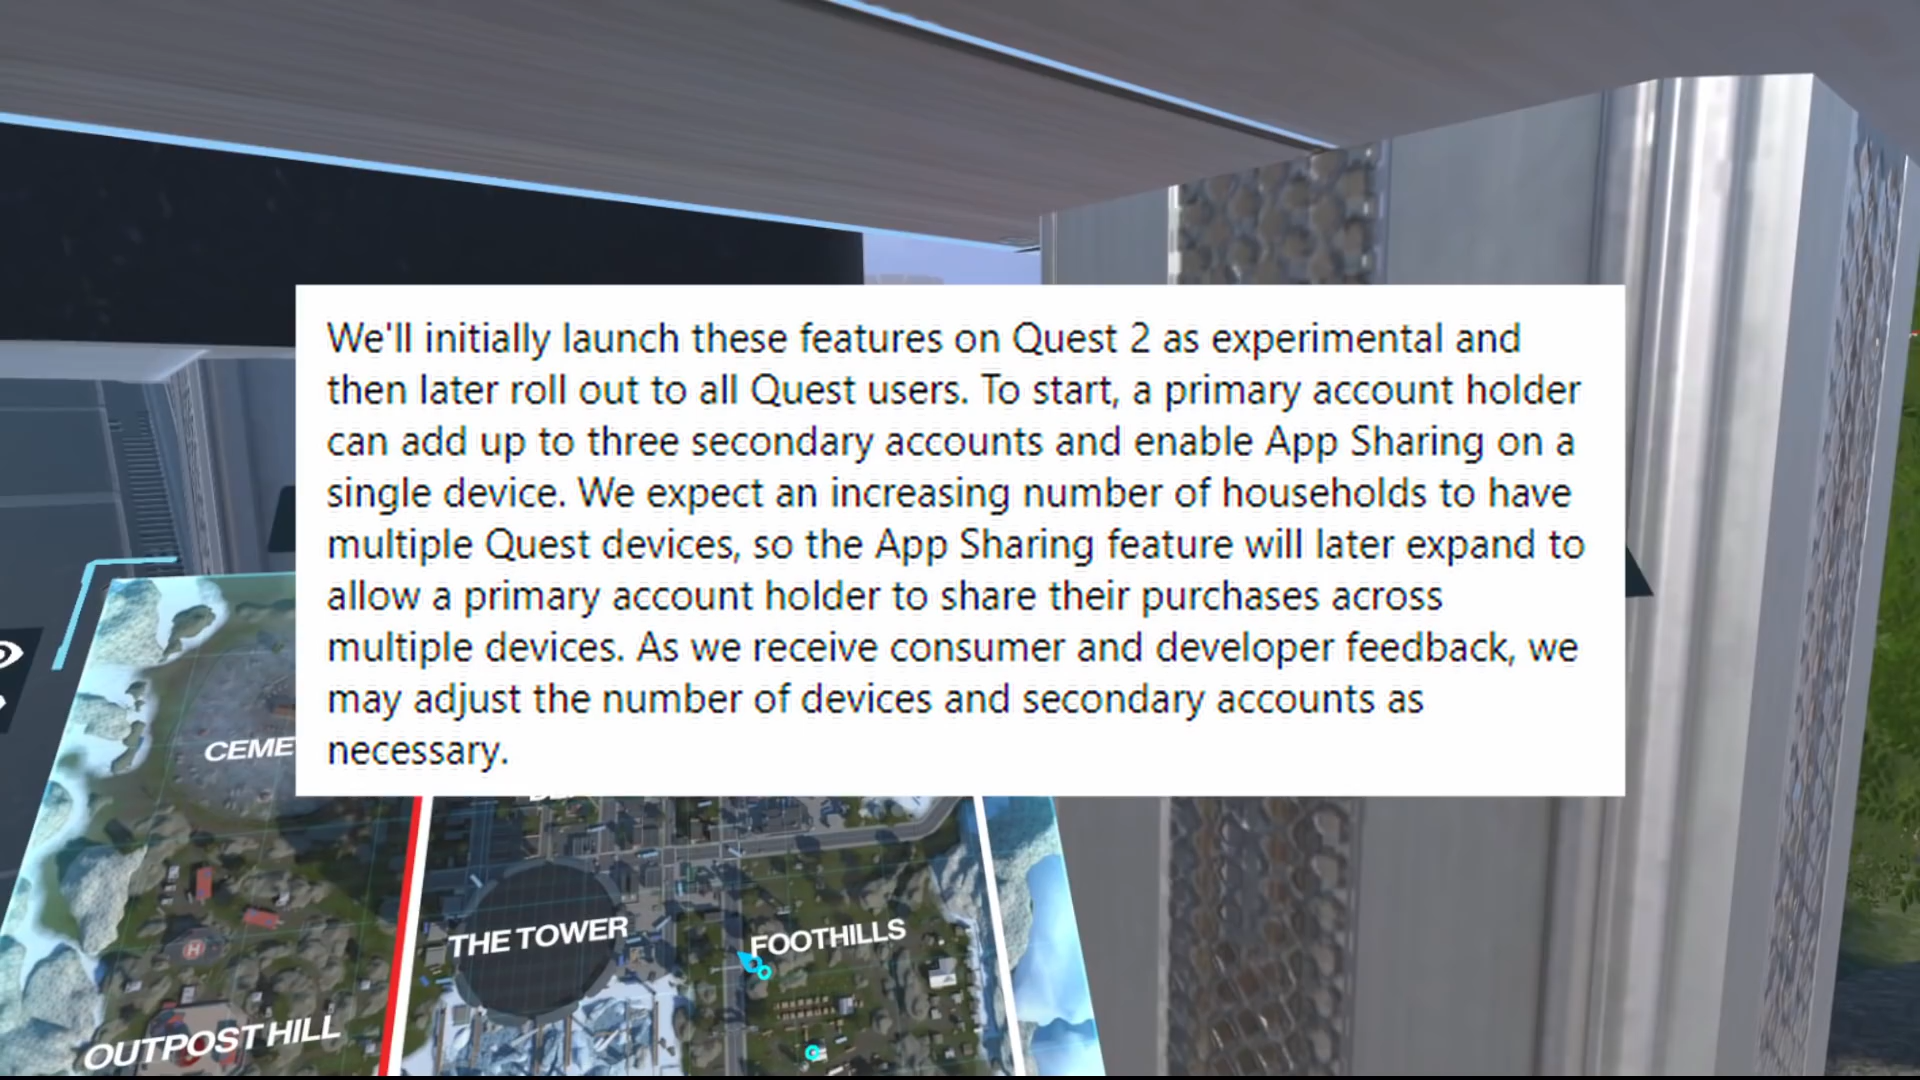 We'll initially launch these features on Quest 2 as experimental and
then later roll out to all Quest users. To start, a primary account holder
can add up to three secondary accounts and enable App Sharing on a
single device. We expect an increasing number of households to have
multiple Quest devices, so the App Sharing feature will later expand to
allow a primary account holder to share their purchases across
multiple devices. As we receive consumer and developer feedback, we
may adjust the number of devices and secondary accounts as
necessary.
CEME
THE TOWER
FOOTHILLS
H
OUTPOST HILL